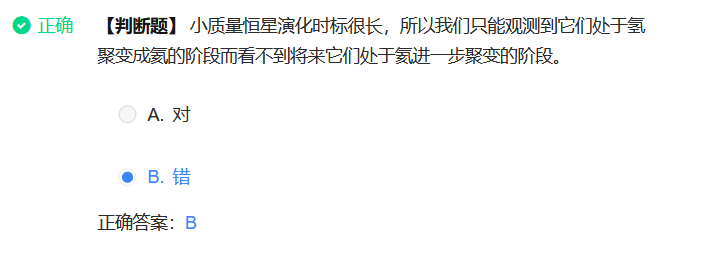 正确 【判断题】 小质量恒星演化时标很长，所以我们只能观测到它们处于氢
聚变成氦的阶段而看不到将来它们处于氦进一步聚变的阶段。
A. 对
B. 错
正确答案：B